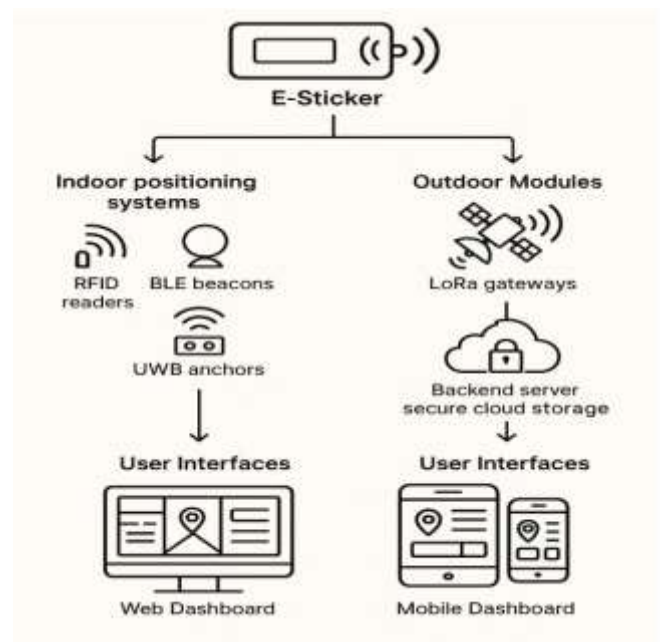 E-Sticker
Indoor positioning
systems
RFID
readers
BLE beacons
UWB anchors
User Interfaces
Web Dashboard
Outdoor Modules
LoRa gateways
Backend server
secure cloud storage
User Interfaces
Mobile Dashboard